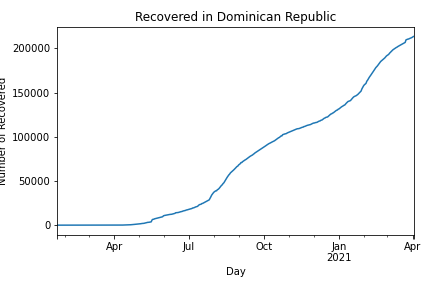 Recovered in Dominican Republic
200000
150000
100000
50000
0
Number of Recovered
Apr
Jul
Oct
Jan
2021
Apr
Day